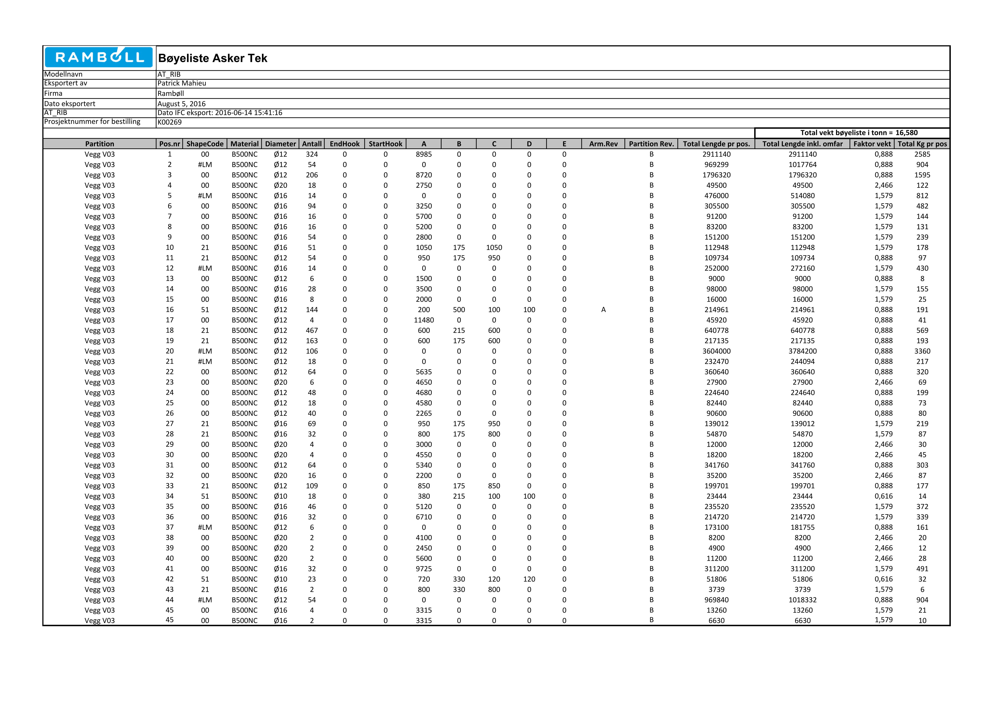 RAMBOLL Bøyeliste Asker Tek
Modellnavn AT_RIB
Eksportert av Patrick Mahieu
Firma Rambøll
Dato eksportert August 5, 2016
AT_RIB Dato IFC eksport: 2016-06-14 15:41:16
Prosjektnummer for bestilling K00269
Total vekt bøyeliste i tonn = 16,580
Partition Pos.nr ShapeCode Material Diameter Antall EndHook StartHook A B C D E Arm.Rev Partition Rev. Total Lengde pr pos. Total Lengde inkl. omfar Faktor vekt Total Kg pr pos
Vegg V03 1 00 B500NC Ø12 324 0 0 8985 0 0 0 0 B 2911140 2911140 0,888 2585
Vegg V03 2 #LM B500NC Ø12 54 0 0 0 0 0 0 0 B 969299 1017764 0,888 904
Vegg V03 3 00 B500NC Ø12 206 0 0 8720 0 0 0 0 B 1796320 1796320 0,888 1595
Vegg V03 4 00 B500NC Ø20 18 0 0 2750 0 0 0 0 B 49500 49500 2,466 122
Vegg V03 5 #LM B500NC Ø16 14 0 0 0 0 0 0 0 B 476000 514080 1,579 812
Vegg V03 6 00 B500NC Ø16 94 0 0 3250 0 0 0 0 B 305500 305500 1,579 482
Vegg V03 7 00 B500NC Ø16 16 0 0 5700 0 0 0 0 B 91200 91200 1,579 144
Vegg V03 8 00 B500NC Ø16 16 0 0 5200 0 0 0 0 B 83200 83200 1,579 131
Vegg V03 9 00 B500NC Ø16 54 0 0 2800 0 0 0 0 B 151200 151200 1,579 239
Vegg V03 10 21 B500NC Ø16 51 0 0 1050 175 1050 0 0 B 112948 112948 1,579 178
Vegg V03 11 21 B500NC Ø12 54 0 0 950 175 950 0 0 B 109734 109734 0,888 97
Vegg V03 12 #LM B500NC Ø16 14 0 0 0 0 0 0 0 B 252000 272160 1,579 430
Vegg V03 13 00 B500NC Ø12 6 0 0 1500 0 0 0 0 B 9000 9000 0,888 8
Vegg V03 14 00 B500NC Ø16 28 0 0 3500 0 0 0 0 B 98000 98000 1,579 155
Vegg V03 15 00 B500NC Ø16 8 0 0 2000 0 0 0 0 B 16000 16000 1,579 25
Vegg V03 16 51 B500NC Ø12 144 0 0 200 500 100 100 0 A B 214961 214961 0,888 191
Vegg V03 17 00 B500NC Ø12 4 0 0 11480 0 0 0 0 B 45920 45920 0,888 41
Vegg V03 18 21 B500NC Ø12 467 0 0 600 215 600 0 0 B 640778 640778 0,888 569
Vegg V03 19 21 B500NC Ø12 163 0 0 600 175 600 0 0 B 217135 217135 0,888 193
Vegg V03 20 #LM B500NC Ø12 106 0 0 0 0 0 0 0 B 3604000 3784200 0,888 3360
Vegg V03 21 #LM B500NC Ø12 18 0 0 0 0 0 0 0 B 232470 244094 0,888 217
Vegg V03 22 00 B500NC Ø12 64 0 0 5635 0 0 0 0 B 360640 360640 0,888 320
Vegg V03 23 00 B500NC Ø20 6 0 0 4650 0 0 0 0 B 27900 27900 2,466 69
Vegg V03 24 00 B500NC Ø12 48 0 0 4680 0 0 0 0 B 224640 224640 0,888 199
Vegg V03 25 00 B500NC Ø12 18 0 0 4580 0 0 0 0 B 82440 82440 0,888 73
Vegg V03 26 00 B500NC Ø12 40 0 0 2265 0 0 0 0 B 90600 90600 0,888 80
Vegg V03 27 21 B500NC Ø16 69 0 0 950 175 950 0 0 B 139012 139012 1,579 219
Vegg V03 28 21 B500NC Ø16 32 0 0 800 175 800 0 0 B 54870 54870 1,579 87
Vegg V03 29 00 B500NC Ø20 4 0 0 3000 0 0 0 0 B 12000 12000 2,466 30
Vegg V03 30 00 B500NC Ø20 4 0 0 4550 0 0 0 0 B 18200 18200 2,466 45
Vegg V03 31 00 B500NC Ø12 64 0 0 5340 0 0 0 0 B 341760 341760 0,888 303
Vegg V03 32 00 B500NC Ø20 16 0 0 2200 0 0 0 0 B 35200 35200 2,466 87
Vegg V03 33 21 B500NC Ø12 109 0 0 850 175 850 0 0 B 199701 199701 0,888 177
Vegg V03 34 51 B500NC Ø10 18 0 0 380 215 100 100 0 B 23444 23444 0,616 14
Vegg V03 35 00 B500NC Ø16 46 0 0 5120 0 0 0 0 B 235520 235520 1,579 372
Vegg V03 36 00 B500NC Ø16 32 0 0 6710 0 0 0 0 B 214720 214720 1,579 339
Vegg V03 37 #LM B500NC Ø12 6 0 0 0 0 0 0 0 B 173100 181755 0,888 161
Vegg V03 38 00 B500NC Ø20 2 0 0 4100 0 0 0 0 B 8200 8200 2,466 20
Vegg V03 39 00 B500NC Ø20 2 0 0 2450 0 0 0 0 B 4900 4900 2,466 12
Vegg V03 40 00 B500NC Ø20 2 0 0 5600 0 0 0 0 B 11200 11200 2,466 28
Vegg V03 41 00 B500NC Ø16 32 0 0 9725 0 0 0 0 B 311200 311200 1,579 491
Vegg V03 42 51 B500NC Ø10 23 0 0 720 330 120 120 0 B 51806 51806 0,616 32
Vegg V03 43 21 B500NC Ø16 2 0 0 800 330 800 0 0 B 3739 3739 1,579 6
Vegg V03 44 #LM B500NC Ø12 54 0 0 0 0 0 0 0 B 969840 1018332 0,888 904
Vegg V03 45 00 B500NC Ø16 4 0 0 3315 0 0 0 0 B 13260 13260 1,579 21
Vegg V03 45 00 B500NC Ø16 2 0 0 3315 0 0 0 0 B 6630 6630 1,579 10